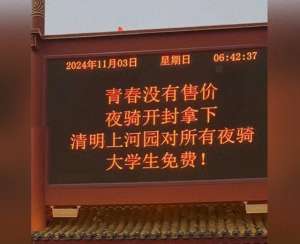 2024年11月03日 星期日 06:42:37
青春没有售价
夜骑开封拿下
清明上河园对所有夜骑
大学生免费！